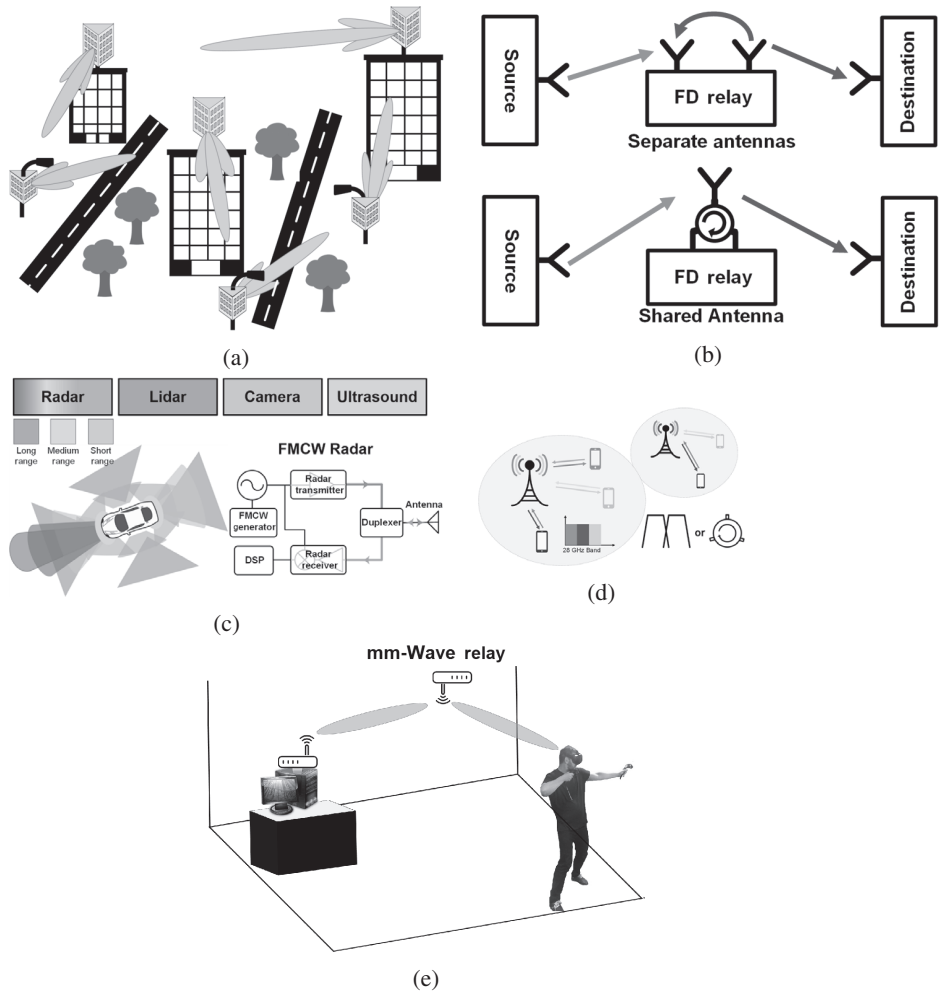 (a)
Source
FD relay
Destination
Separate antennas
Source
FD relay
Destination
Shared Antenna
(b)
Radar
Lidar
Camera
Ultrasound
Long
range
Medium
range
Short
range
FMCW Radar
Radar
transmitter
FMCW
generator
Duplexer
Antenna
DSP
Radar
receiver
(c)
28 GHz Band
or
(d)
mm-Wave relay
(e)